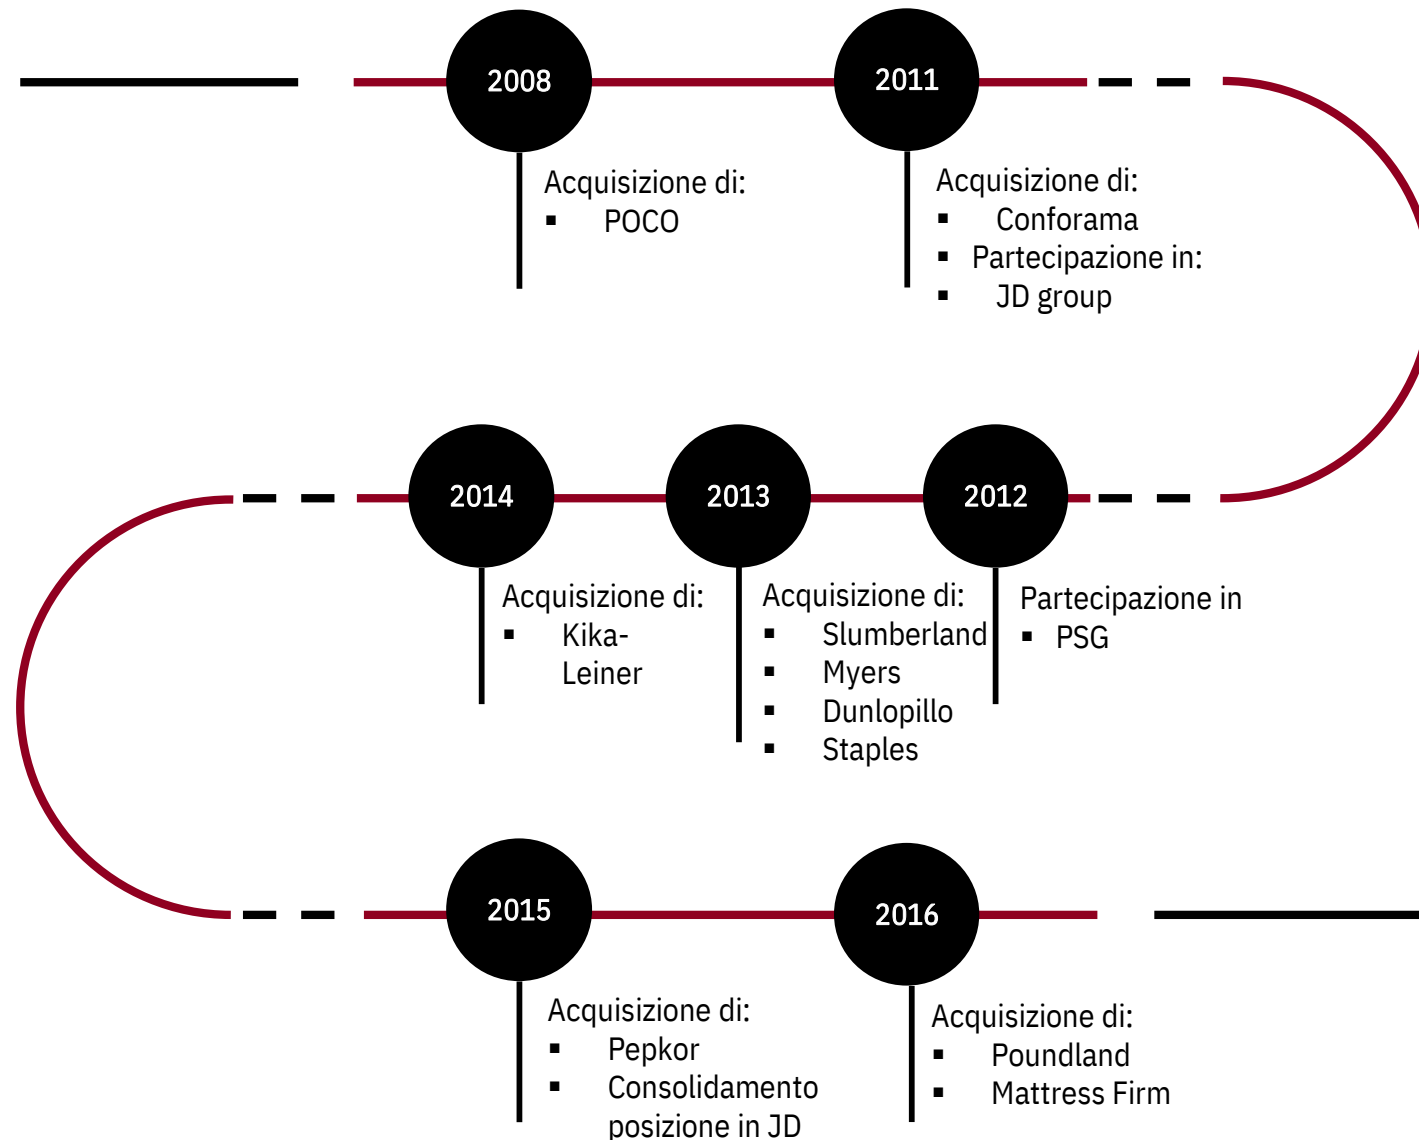 2008
Acquisizione di:
▪ POCO
2011
Acquisizione di:
▪ Conforama
▪ Partecipazione in:
▪ JD group
2014
Acquisizione di:
▪ Kika-
Leiner
2013
Acquisizione di:
▪ Slumberland
▪ Myers
▪ Dunlopillo
▪ Staples
2012
Partecipazione in
▪ PSG
2015
Acquisizione di:
▪ Pepkor
▪ Consolidamento
posizione in JD
2016
Acquisizione di:
▪ Poundland
▪ Mattress Firm